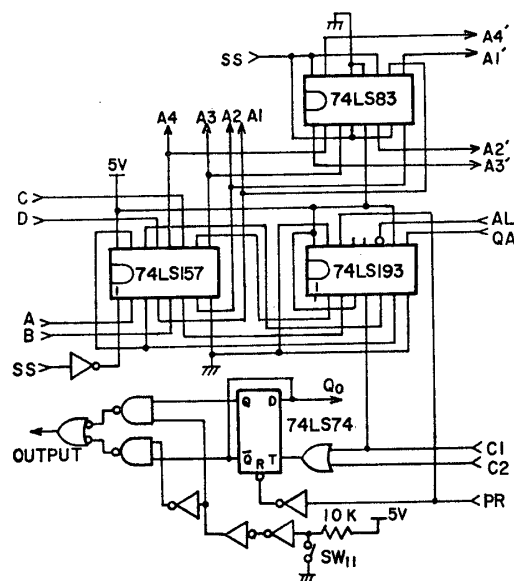 A4'
SS
A1'
74LS83
A4 A3 A2 A1
A2'
A3'
5V
C
D
AL
QA
74LS157
74LS193
A
B
SS
Q D Q₀
74LS74
OUTPUT
Q̅ R T
C1
C2
PR
10K 5V
SW₁₁